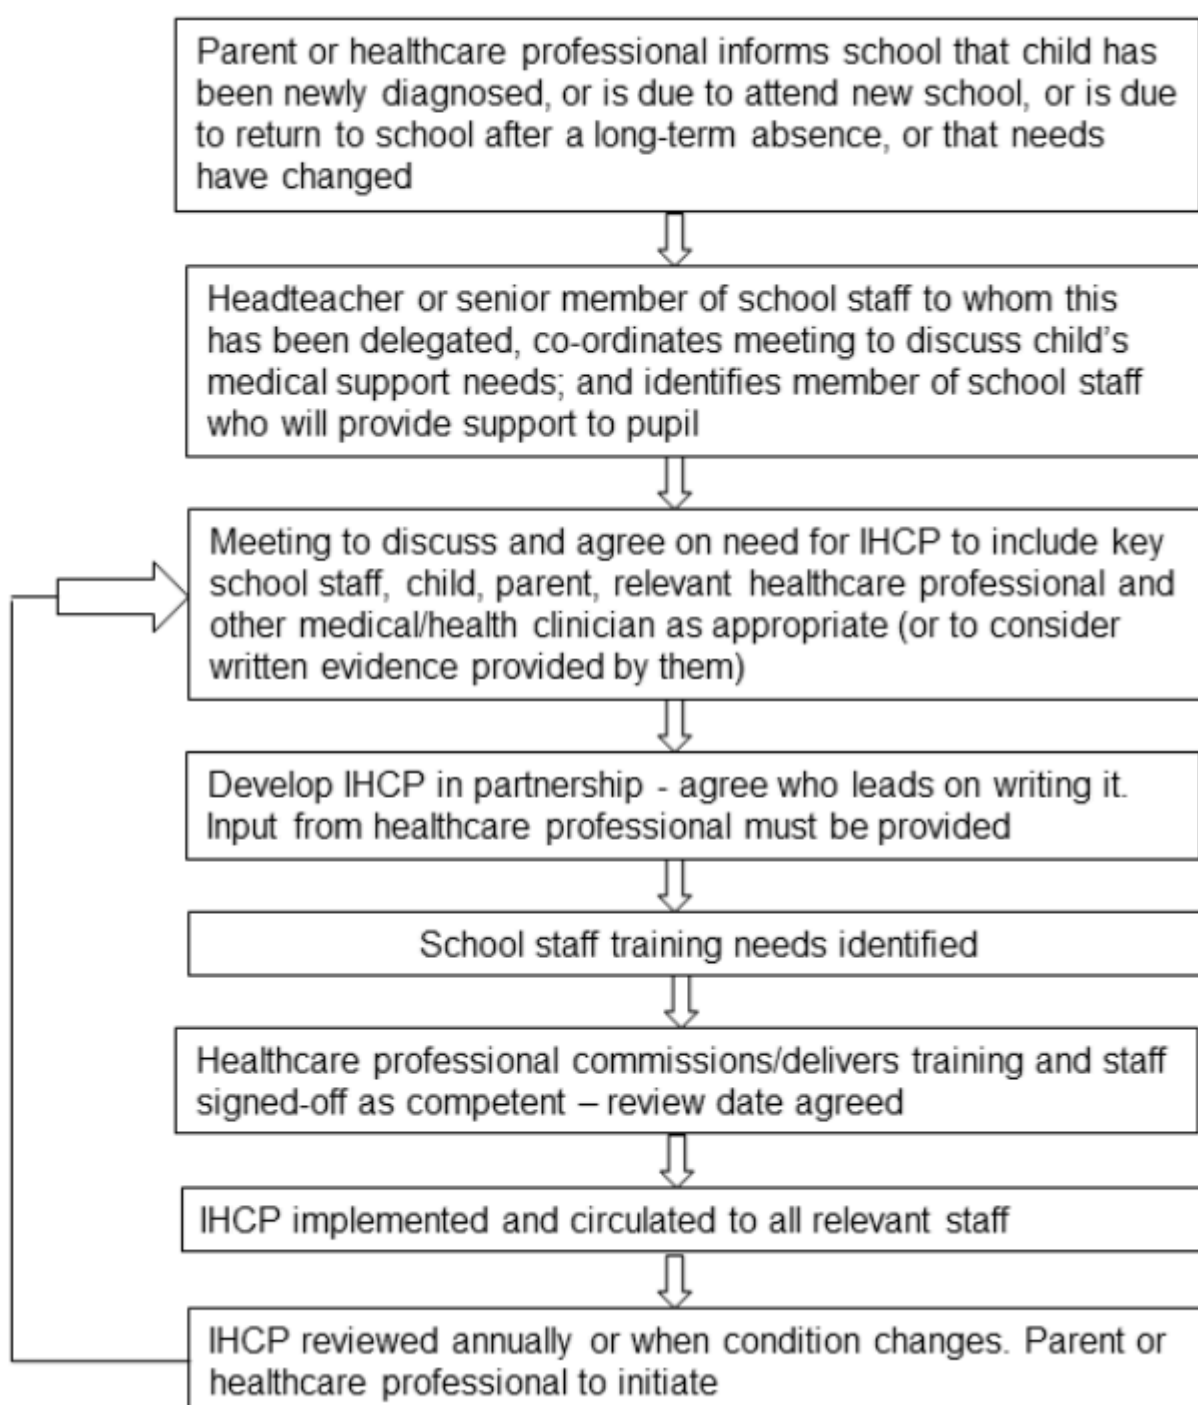 Parent or healthcare professional informs school that child has
been newly diagnosed, or is due to attend new school, or is due
to return to school after a long-term absence, or that needs
have changed
Headteacher or senior member of school staff to whom this
has been delegated, co-ordinates meeting to discuss child's
medical support needs; and identifies member of school staff
who will provide support to pupil
Meeting to discuss and agree on need for IHCP to include key
school staff, child, parent, relevant healthcare professional and
other medical/health clinician as appropriate (or to consider
written evidence provided by them)
Develop IHCP in partnership - agree who leads on writing it.
Input from healthcare professional must be provided
School staff training needs identified
Healthcare professional commissions/delivers training and staff
signed-off as competent – review date agreed
IHCP implemented and circulated to all relevant staff
IHCP reviewed annually or when condition changes. Parent or
healthcare professional to initiate